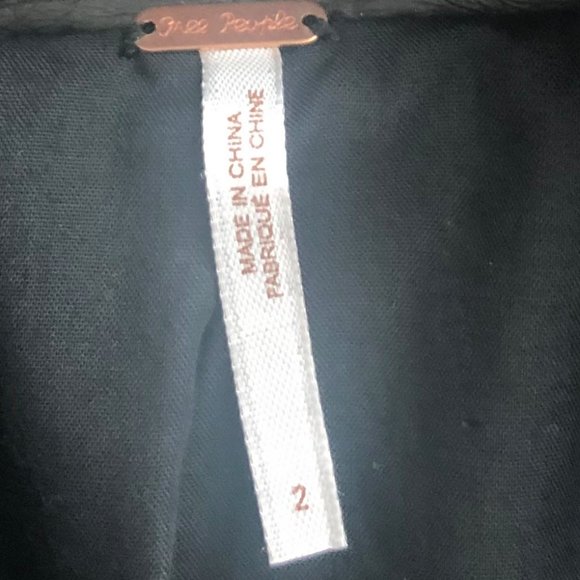 Free People
MADE IN CHINA
FABRIQUÉ EN CHINE
2